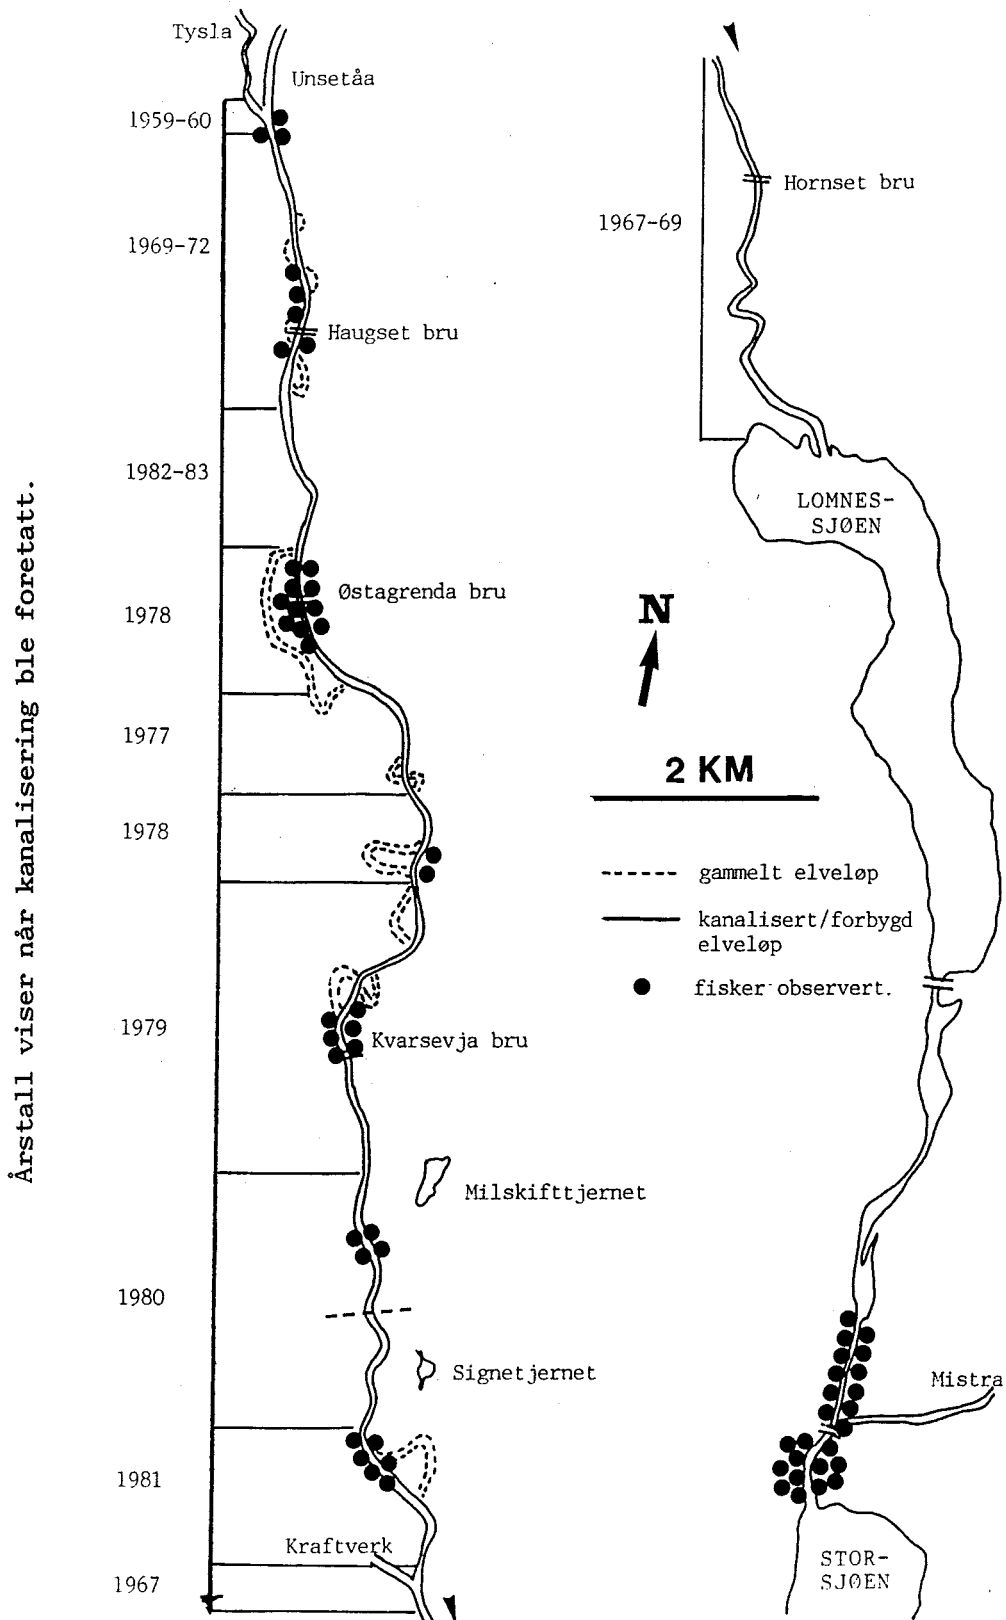 Årstall viser når kanalisering ble foretatt.
Tysla
Unsetåa
1959-60
1969-72
Haugset bru
1982-83
1978
Østagrenda bru
1977
1978
1979
Kvarsevja bru
Milskifttjernet
1980
Signetjernet
1981
Kraftverk
1967
Hornset bru
1967-69
LOMNES-
SJØEN
N
2 KM
gammelt elveløp
kanalisert/forbygd
elveløp
fisker observert.
Mistra
STOR-
SJØEN